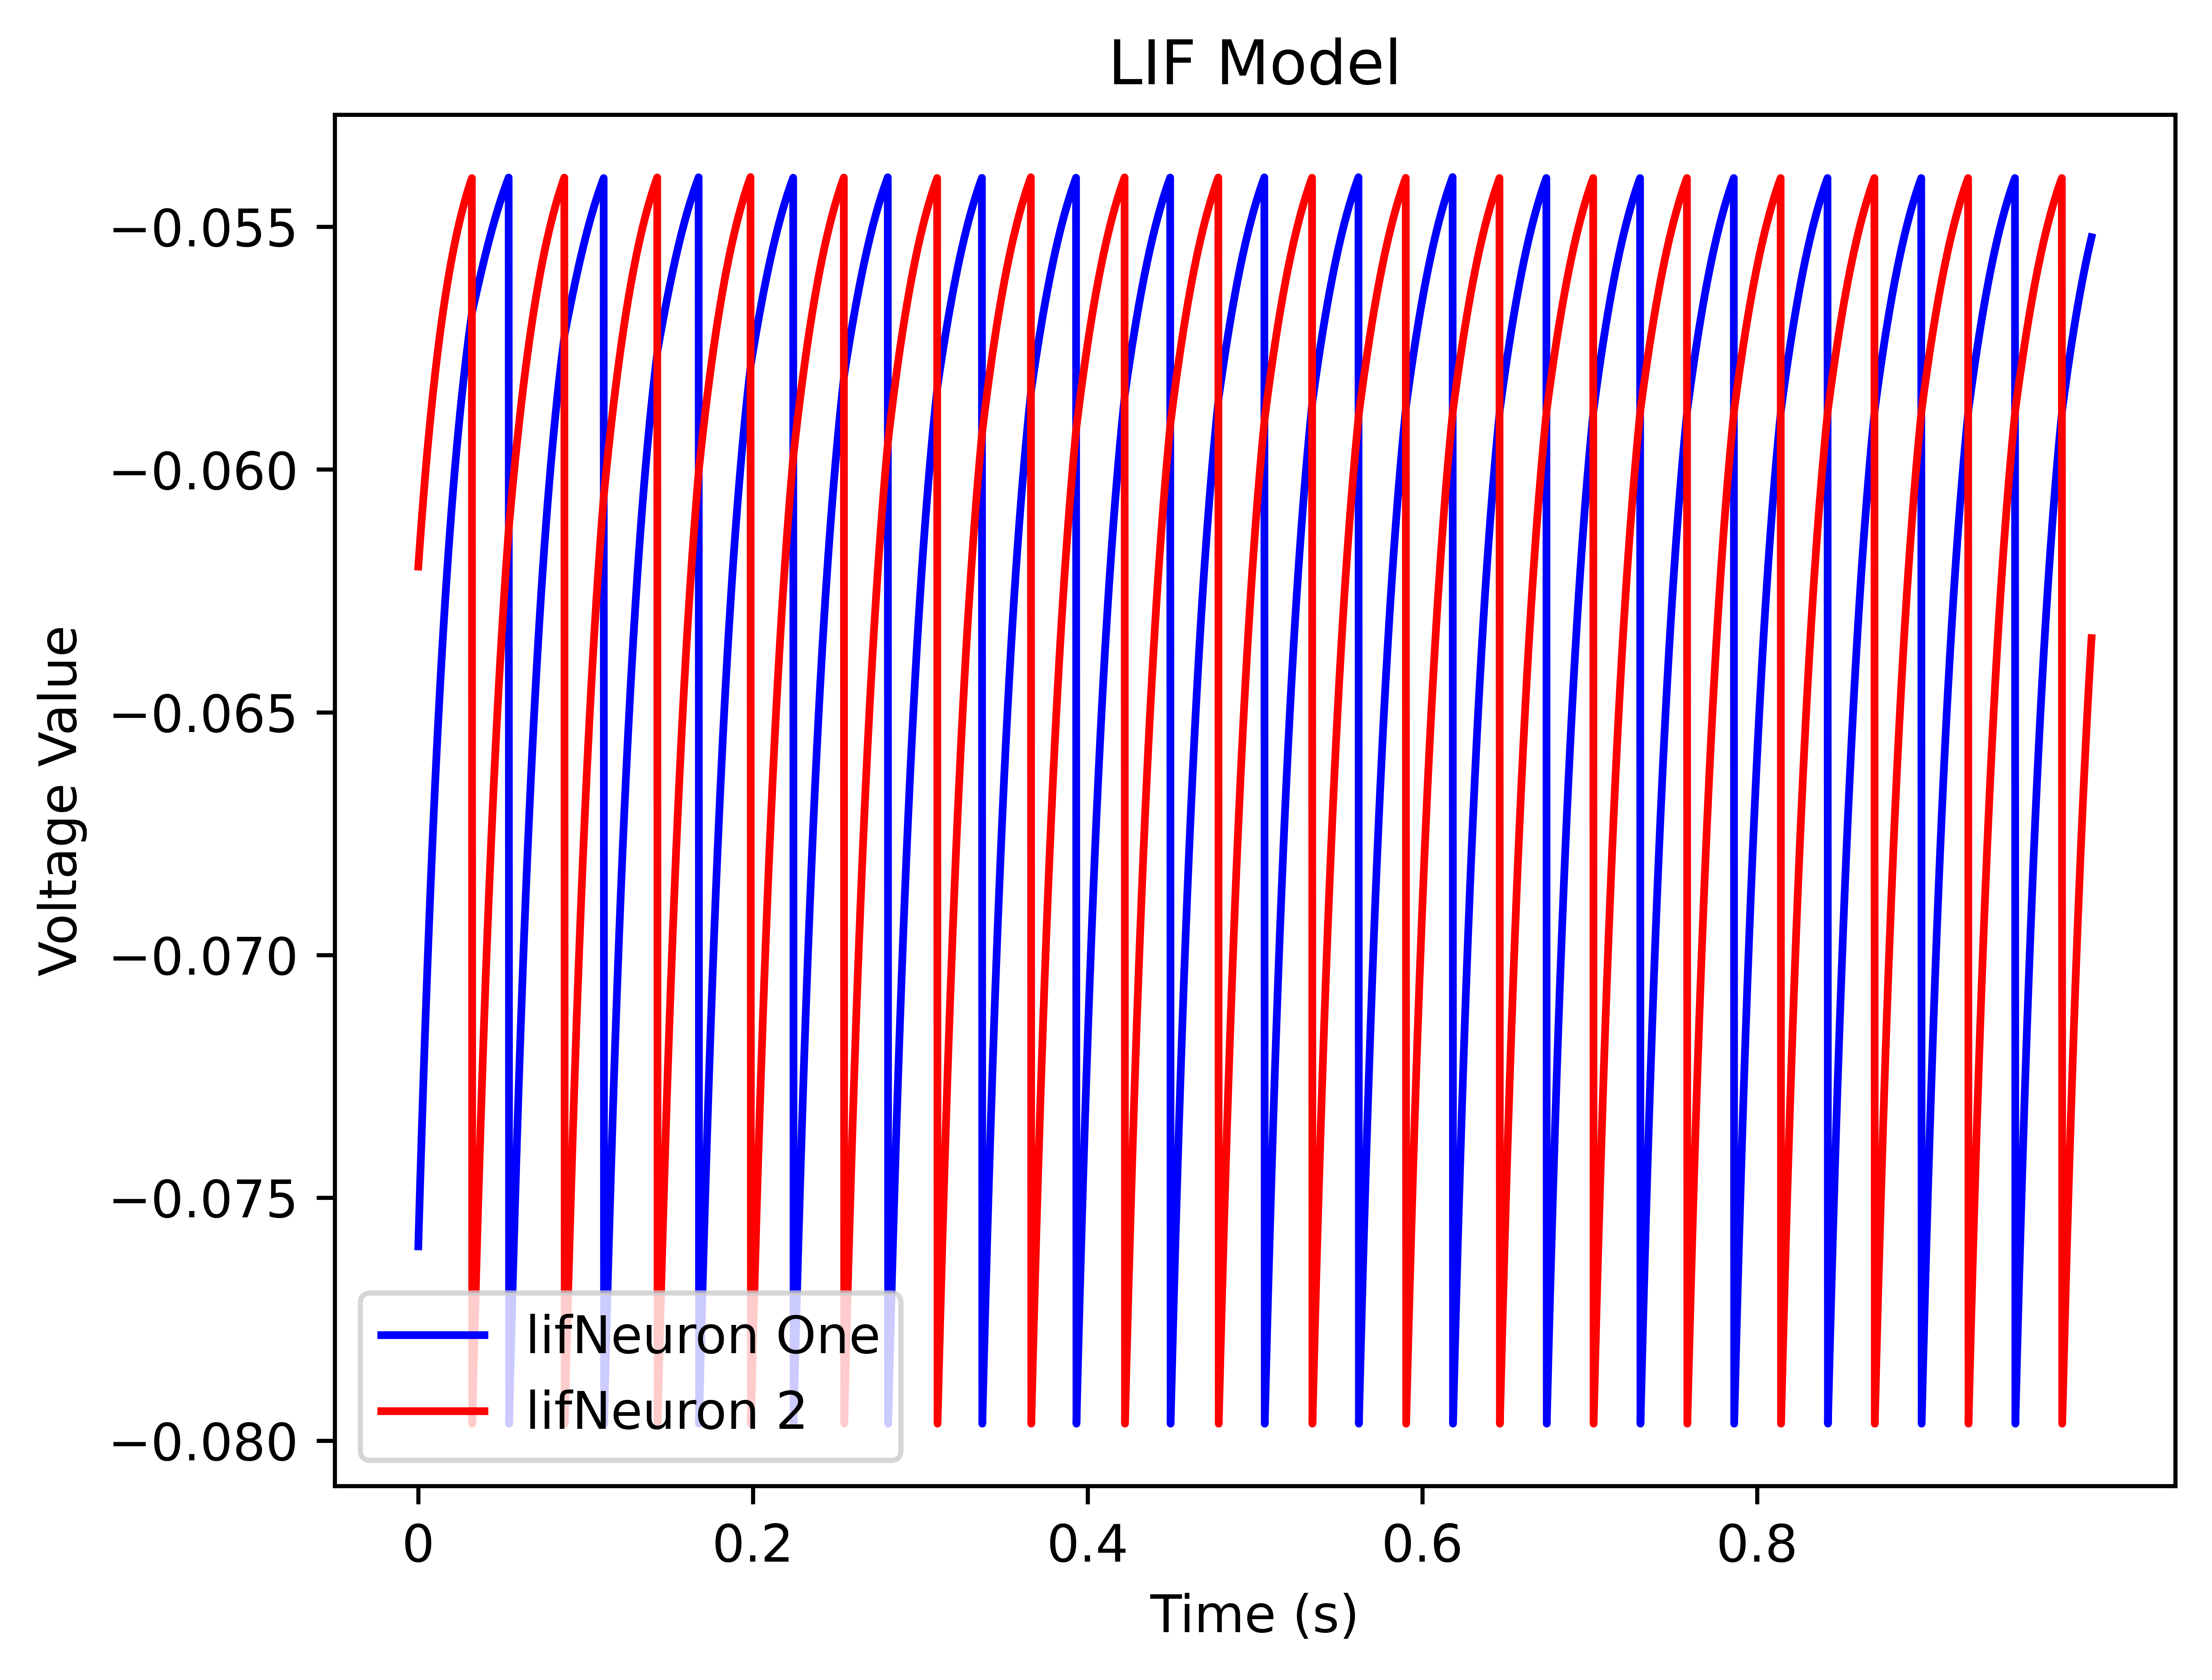 LIF Model
Voltage Value
−0.055
−0.060
−0.065
−0.070
−0.075
−0.080
lifNeuron One
lifNeuron 2
0 0.2 0.4 0.6 0.8
Time (s)